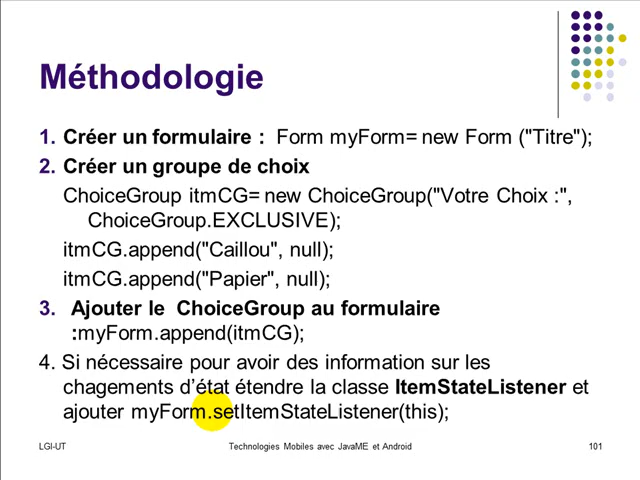 Méthodologie
1. Créer un formulaire : Form myForm= new Form ("Titre");
2. Créer un groupe de choix
ChoiceGroup itmCG= new ChoiceGroup("Votre Choix :",
ChoiceGroup.EXCLUSIVE);
itmCG.append("Caillou", null);
itmCG.append("Papier", null);
3. Ajouter le ChoiceGroup au formulaire
:myForm.append(itmCG);
4. Si nécessaire pour avoir des information sur les
chagements d’état étendre la classe ItemStateListener et
ajouter myForm.setItemStateListener(this);
LGI-UT Technologies Mobiles avec JavaME et Android 101